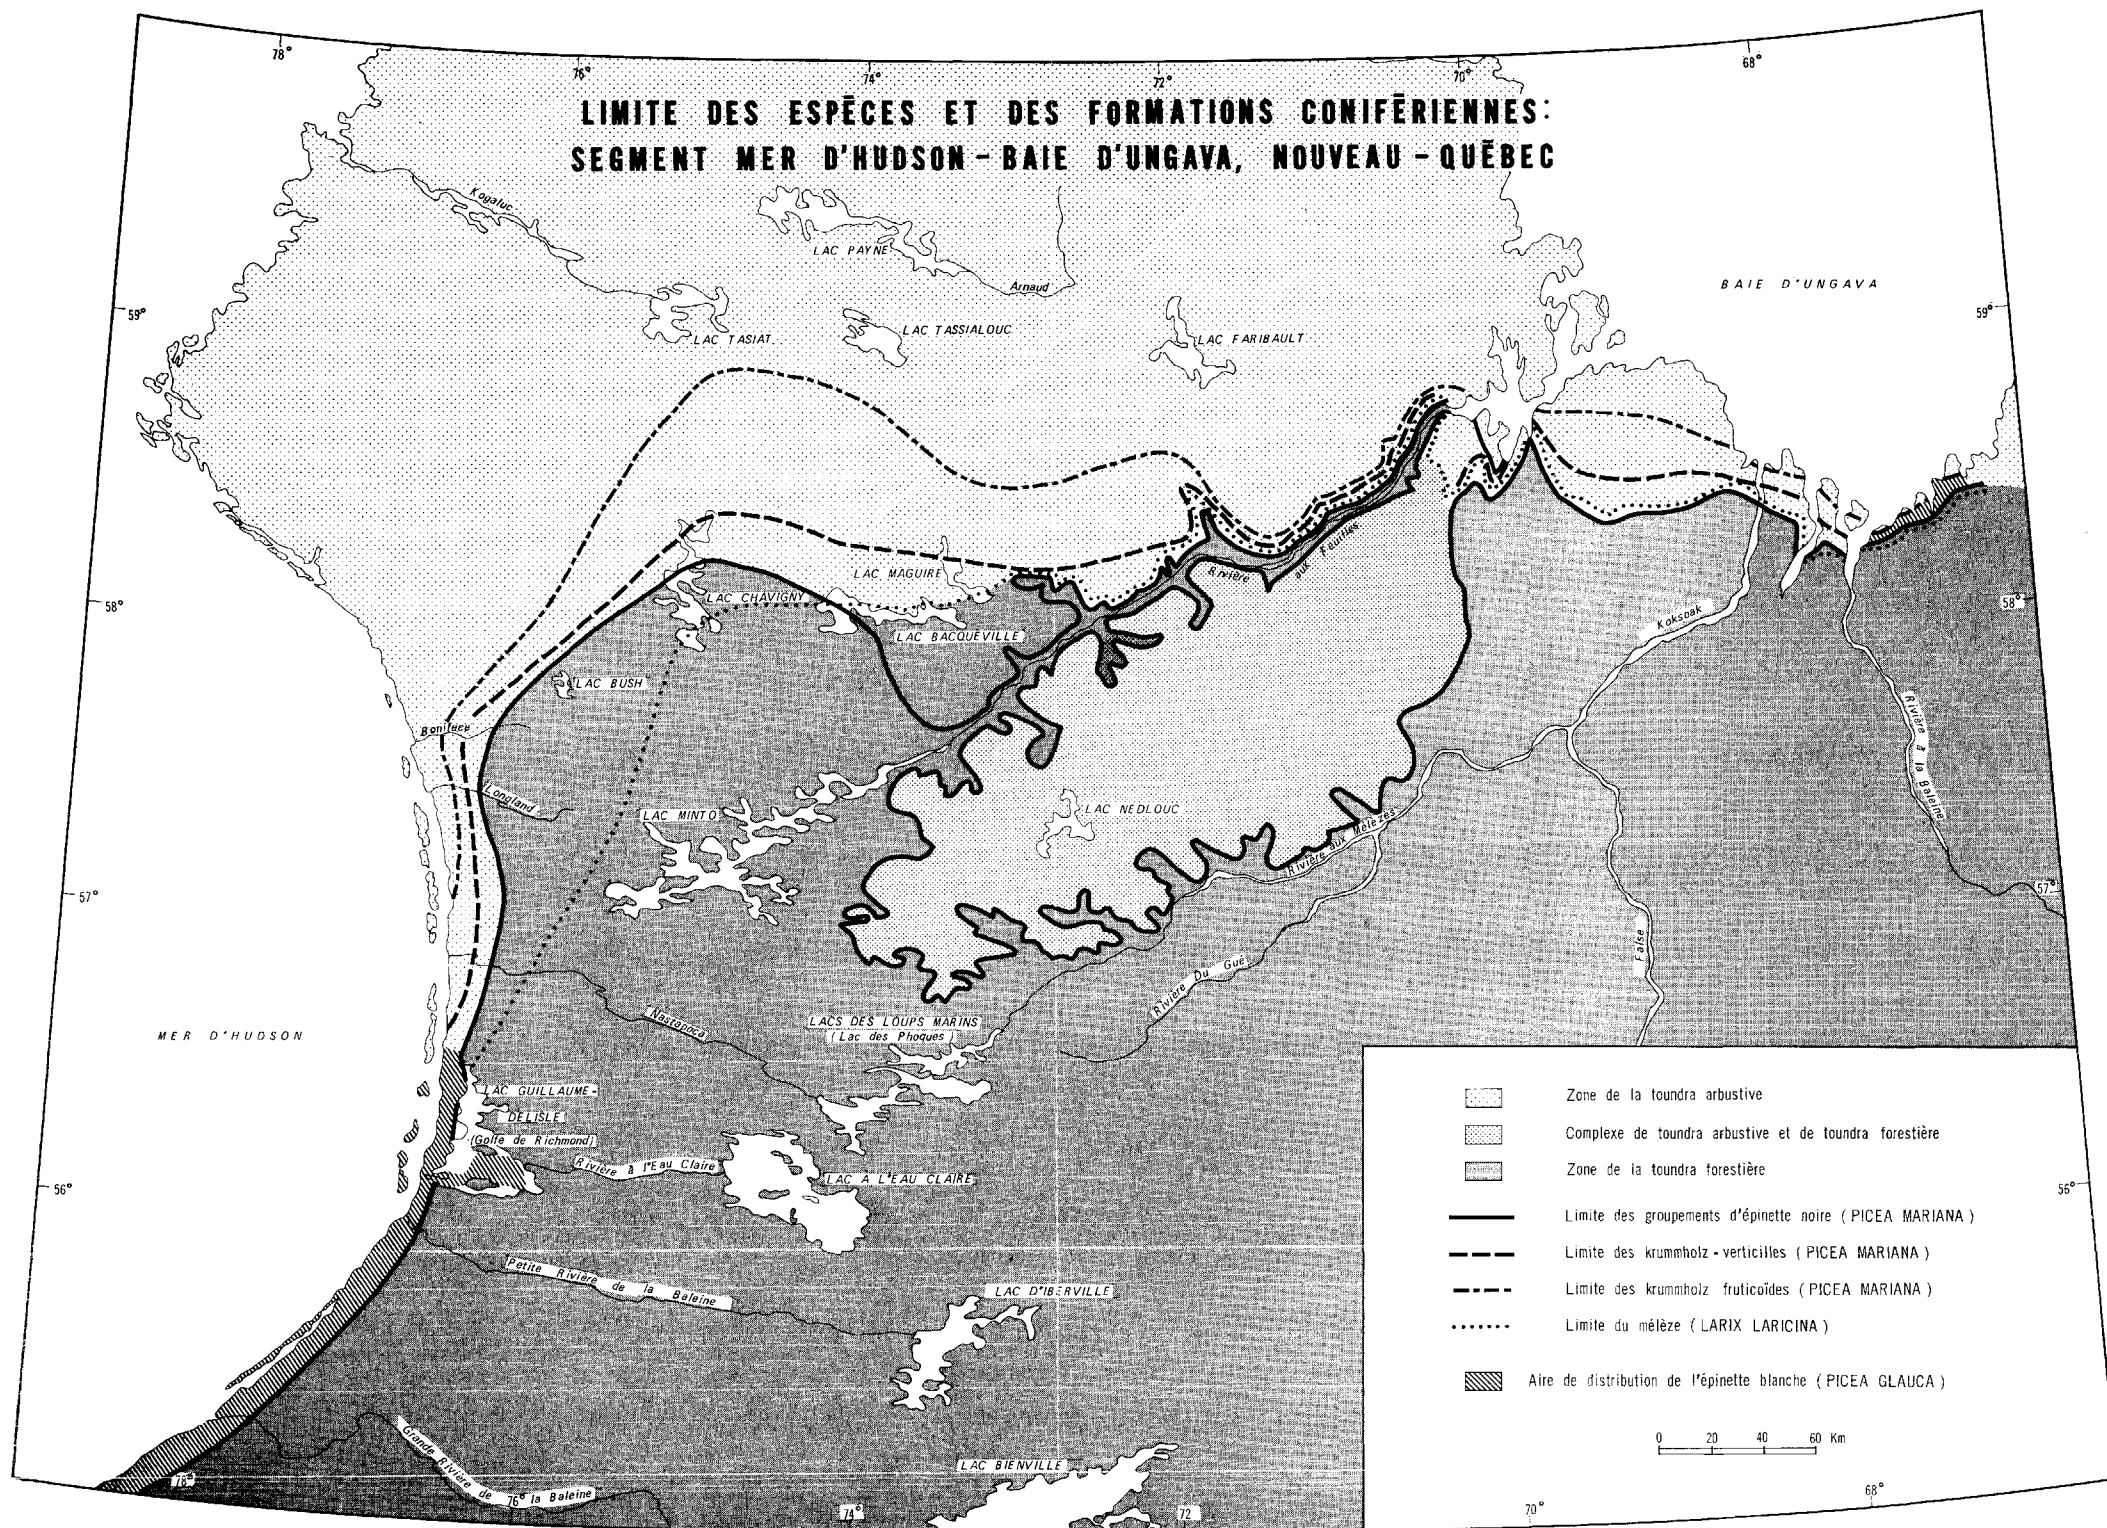 78°
76°
74°
72°
70°
68°
LIMITE DES ESPĒCES ET DES FORMATIONS CONIFĒRIENNES:
SEGMENT MER D'HUDSON - BAIE D'UNGAVA, NOUVEAU - QUĒBEC
Kogaluc
LAC PAYNE
Arnaud
BAIE D'UNGAVA
59°
59°
LAC TASIAT
LAC TASSIALOUC
LAC FARIBAULT
Rivière aux Feuilles
LAC MAGUIRE
58°
LAC CHAVIGNY
58°
LAC BACQUEVILLE
Koksoak
LAC BUSH
Boniface
Rivière à la Baleine
Longland
LAC MINTO
LAC NEDLOUC
Rivière aux Mélèzes
57°
57°
False
Rivière Du Gué
Nastapoca
MER D'HUDSON
LACS DES LOUPS MARINS
(Lac des Phoques)
LAC GUILLAUME-
DELISLE
(Golfe de Richmond)
Rivière à l'Eau Claire
LAC A L'EAU CLAIRE
56°
56°
Petite Rivière de la Baleine
LAC D'IBERVILLE
Grande Rivière de la Baleine
LAC BIENVILLE
Zone de la toundra arbustive
Complexe de toundra arbustive et de toundra forestière
Zone de la toundra forestière
Limite des groupements d'épinette noire (PICEA MARIANA)
Limite des krummholz - verticilles (PICEA MARIANA)
Limite des krummholz fruticoïdes (PICEA MARIANA)
Limite du mélèze (LARIX LARICINA)
Aire de distribution de l'épinette blanche (PICEA GLAUCA)
0 20 40 60 Km
78°
76°
74°
72
70°
68°